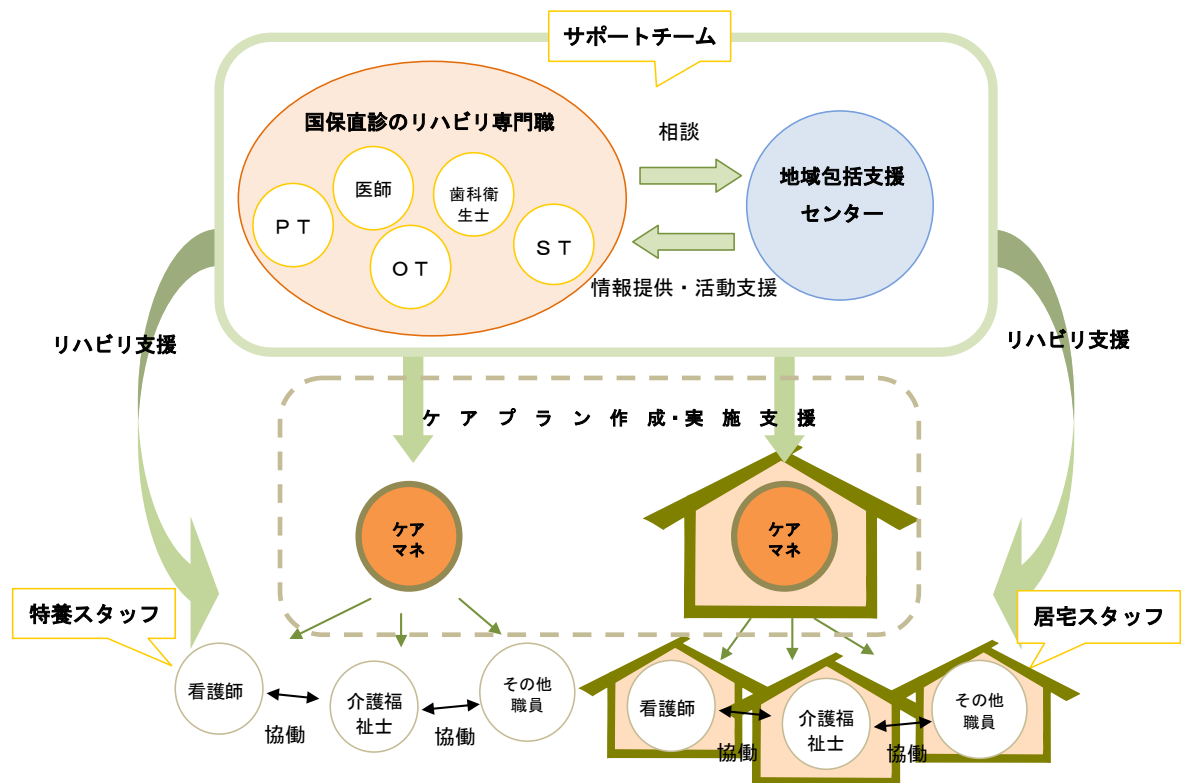 サポートチーム
国保直診のリハビリ専門職
医師
歯科衛
生士
ＰＴ
ＯＴ
ＳＴ
相談
情報提供・活動支援
地域包括支援
センター
リハビリ支援
リハビリ支援
ケアプラン作成・実施支援
ケア
マネ
ケア
マネ
特養スタッフ
居宅スタッフ
看護師
介護福
祉士
その他
職員
協働
協働
看護師
介護福
祉士
その他
職員
協働
協働